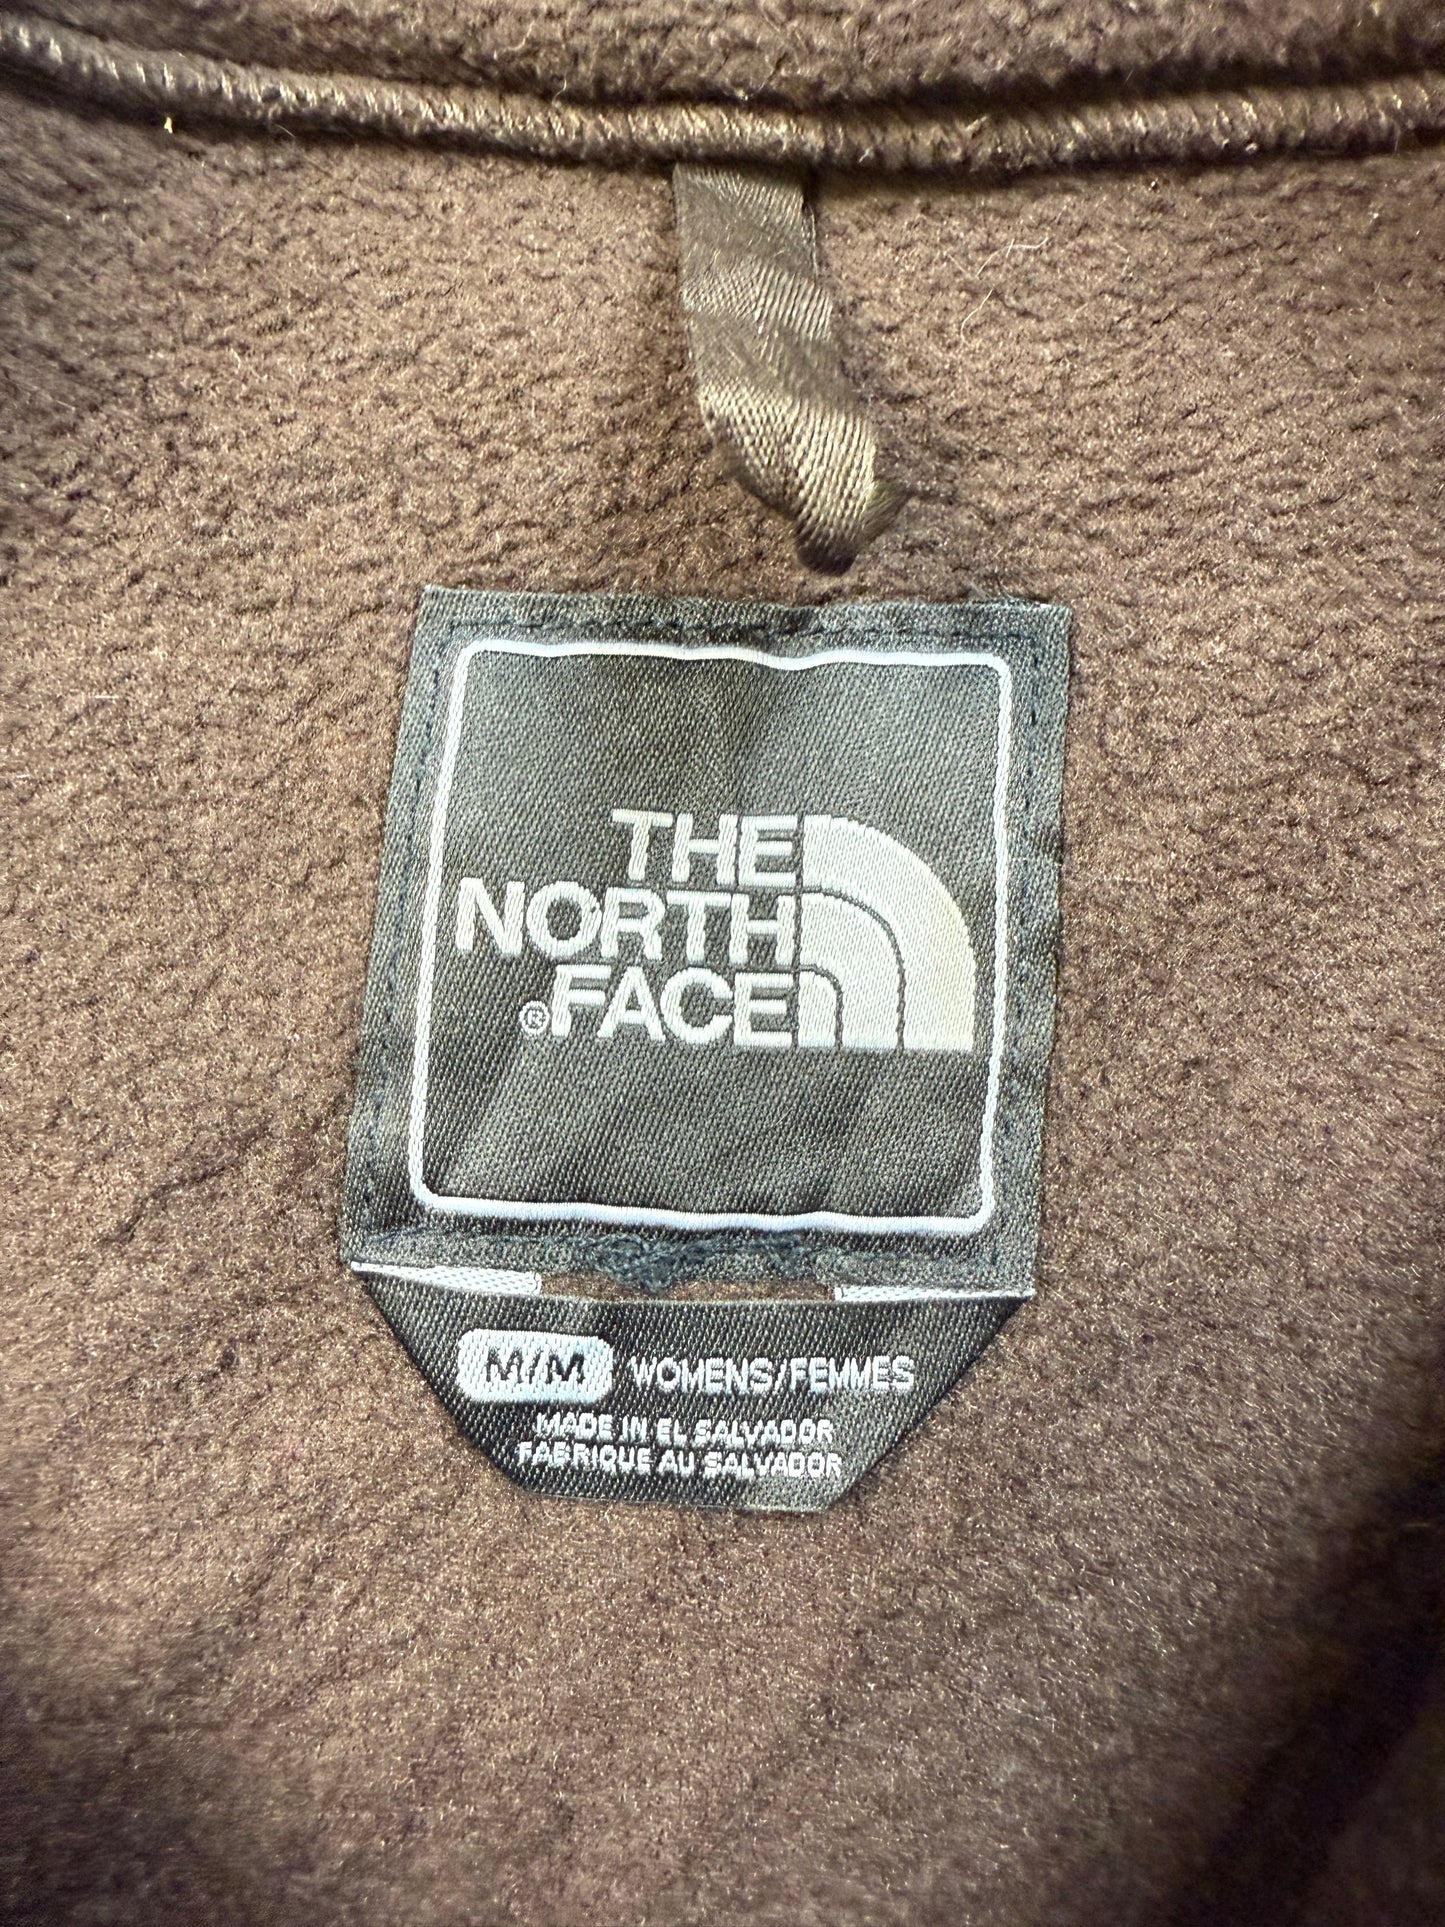 THE
NORTH
®FACE
M/M WOMENS/FEMMES
MADE IN EL SALVADOR
FABRIQUE AU SALVADOR